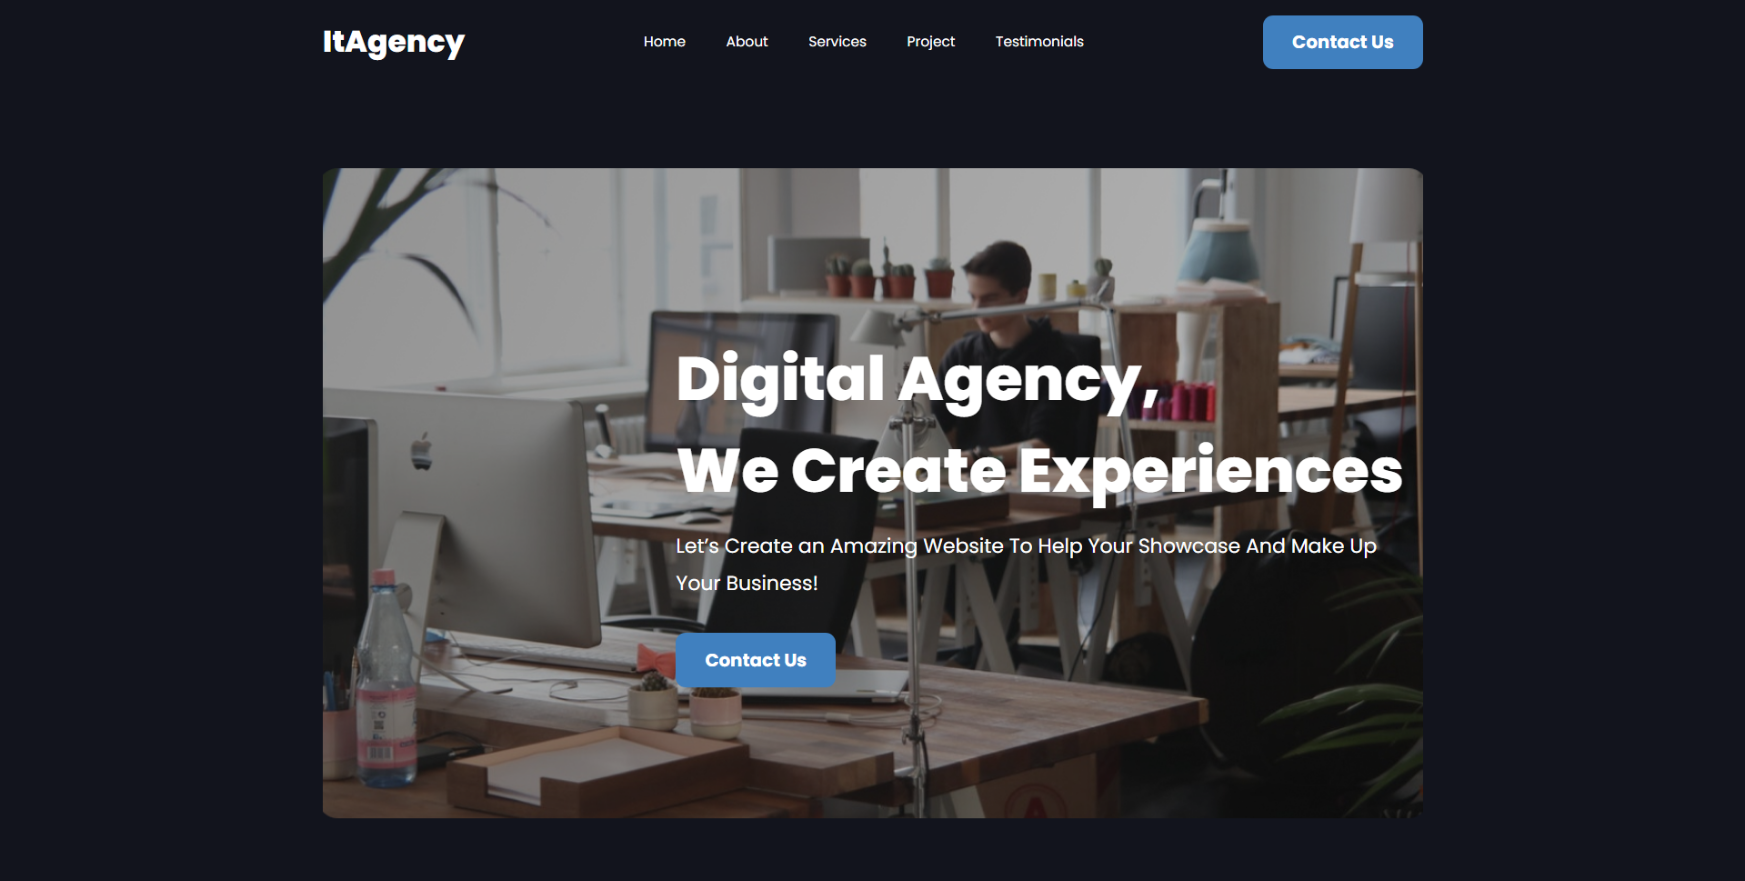 ItAgency
Home
About
Services
Project
Testimonials
Contact Us
Digital Agency,
We Create Experiences
Let’s Create an Amazing Website To Help Your Showcase And Make Up
Your Business!
Contact Us
A